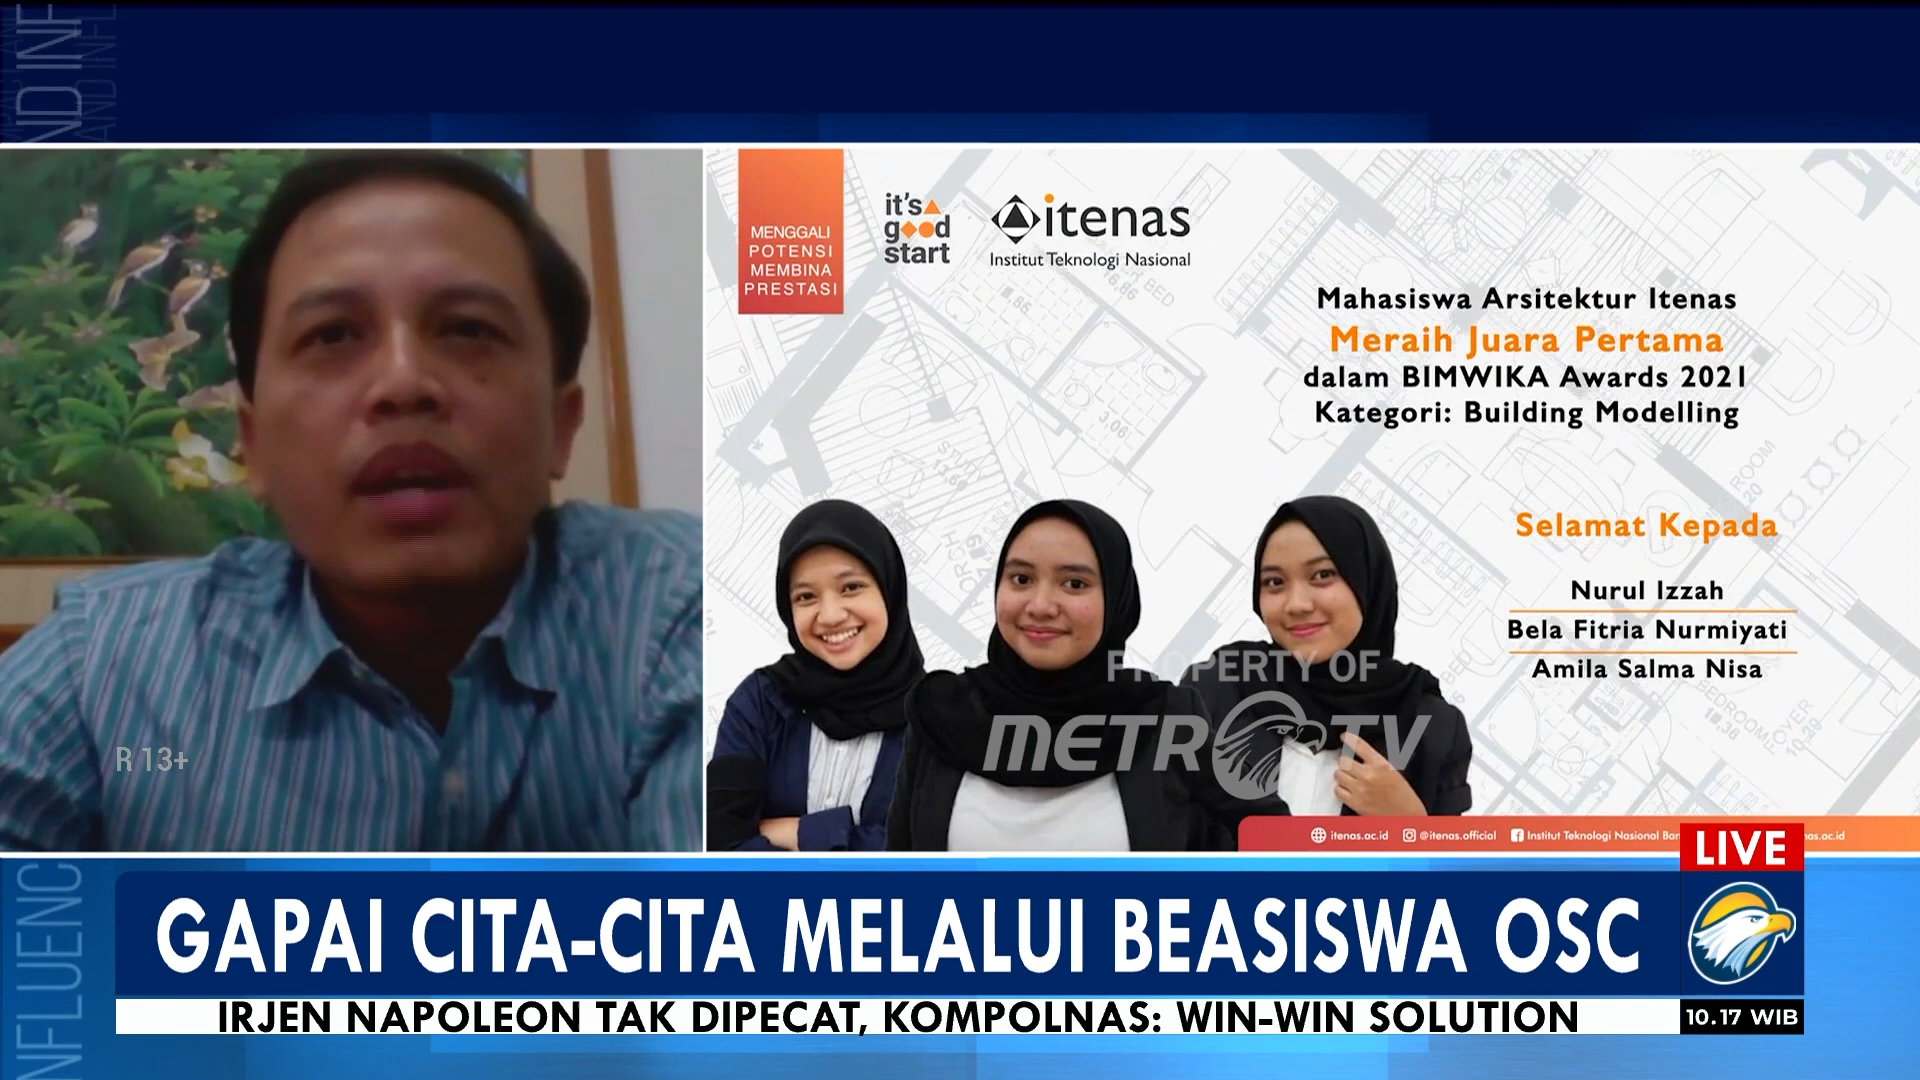 MENGGALI
POTENSI
MEMBINA
PRESTASI
it's
good
start
itenas
Institut Teknologi Nasional
Mahasiswa Arsitektur Itenas
Meraih Juara Pertama
dalam BIMWIKA Awards 2021
Kategori: Building Modelling
Selamat Kepada
Nurul Izzah
Bela Fitria Nurmiyati
Amila Salma Nisa
PROPERTY OF
METRO TV
R 13+
itenas.ac.id @itenas.official Institut Teknologi Nasional
LIVE
GAPAI CITA-CITA MELALUI BEASISWA OSC
IRJEN NAPOLEON TAK DIPECAT, KOMPOLNAS: WIN-WIN SOLUTION
10.17 WIB